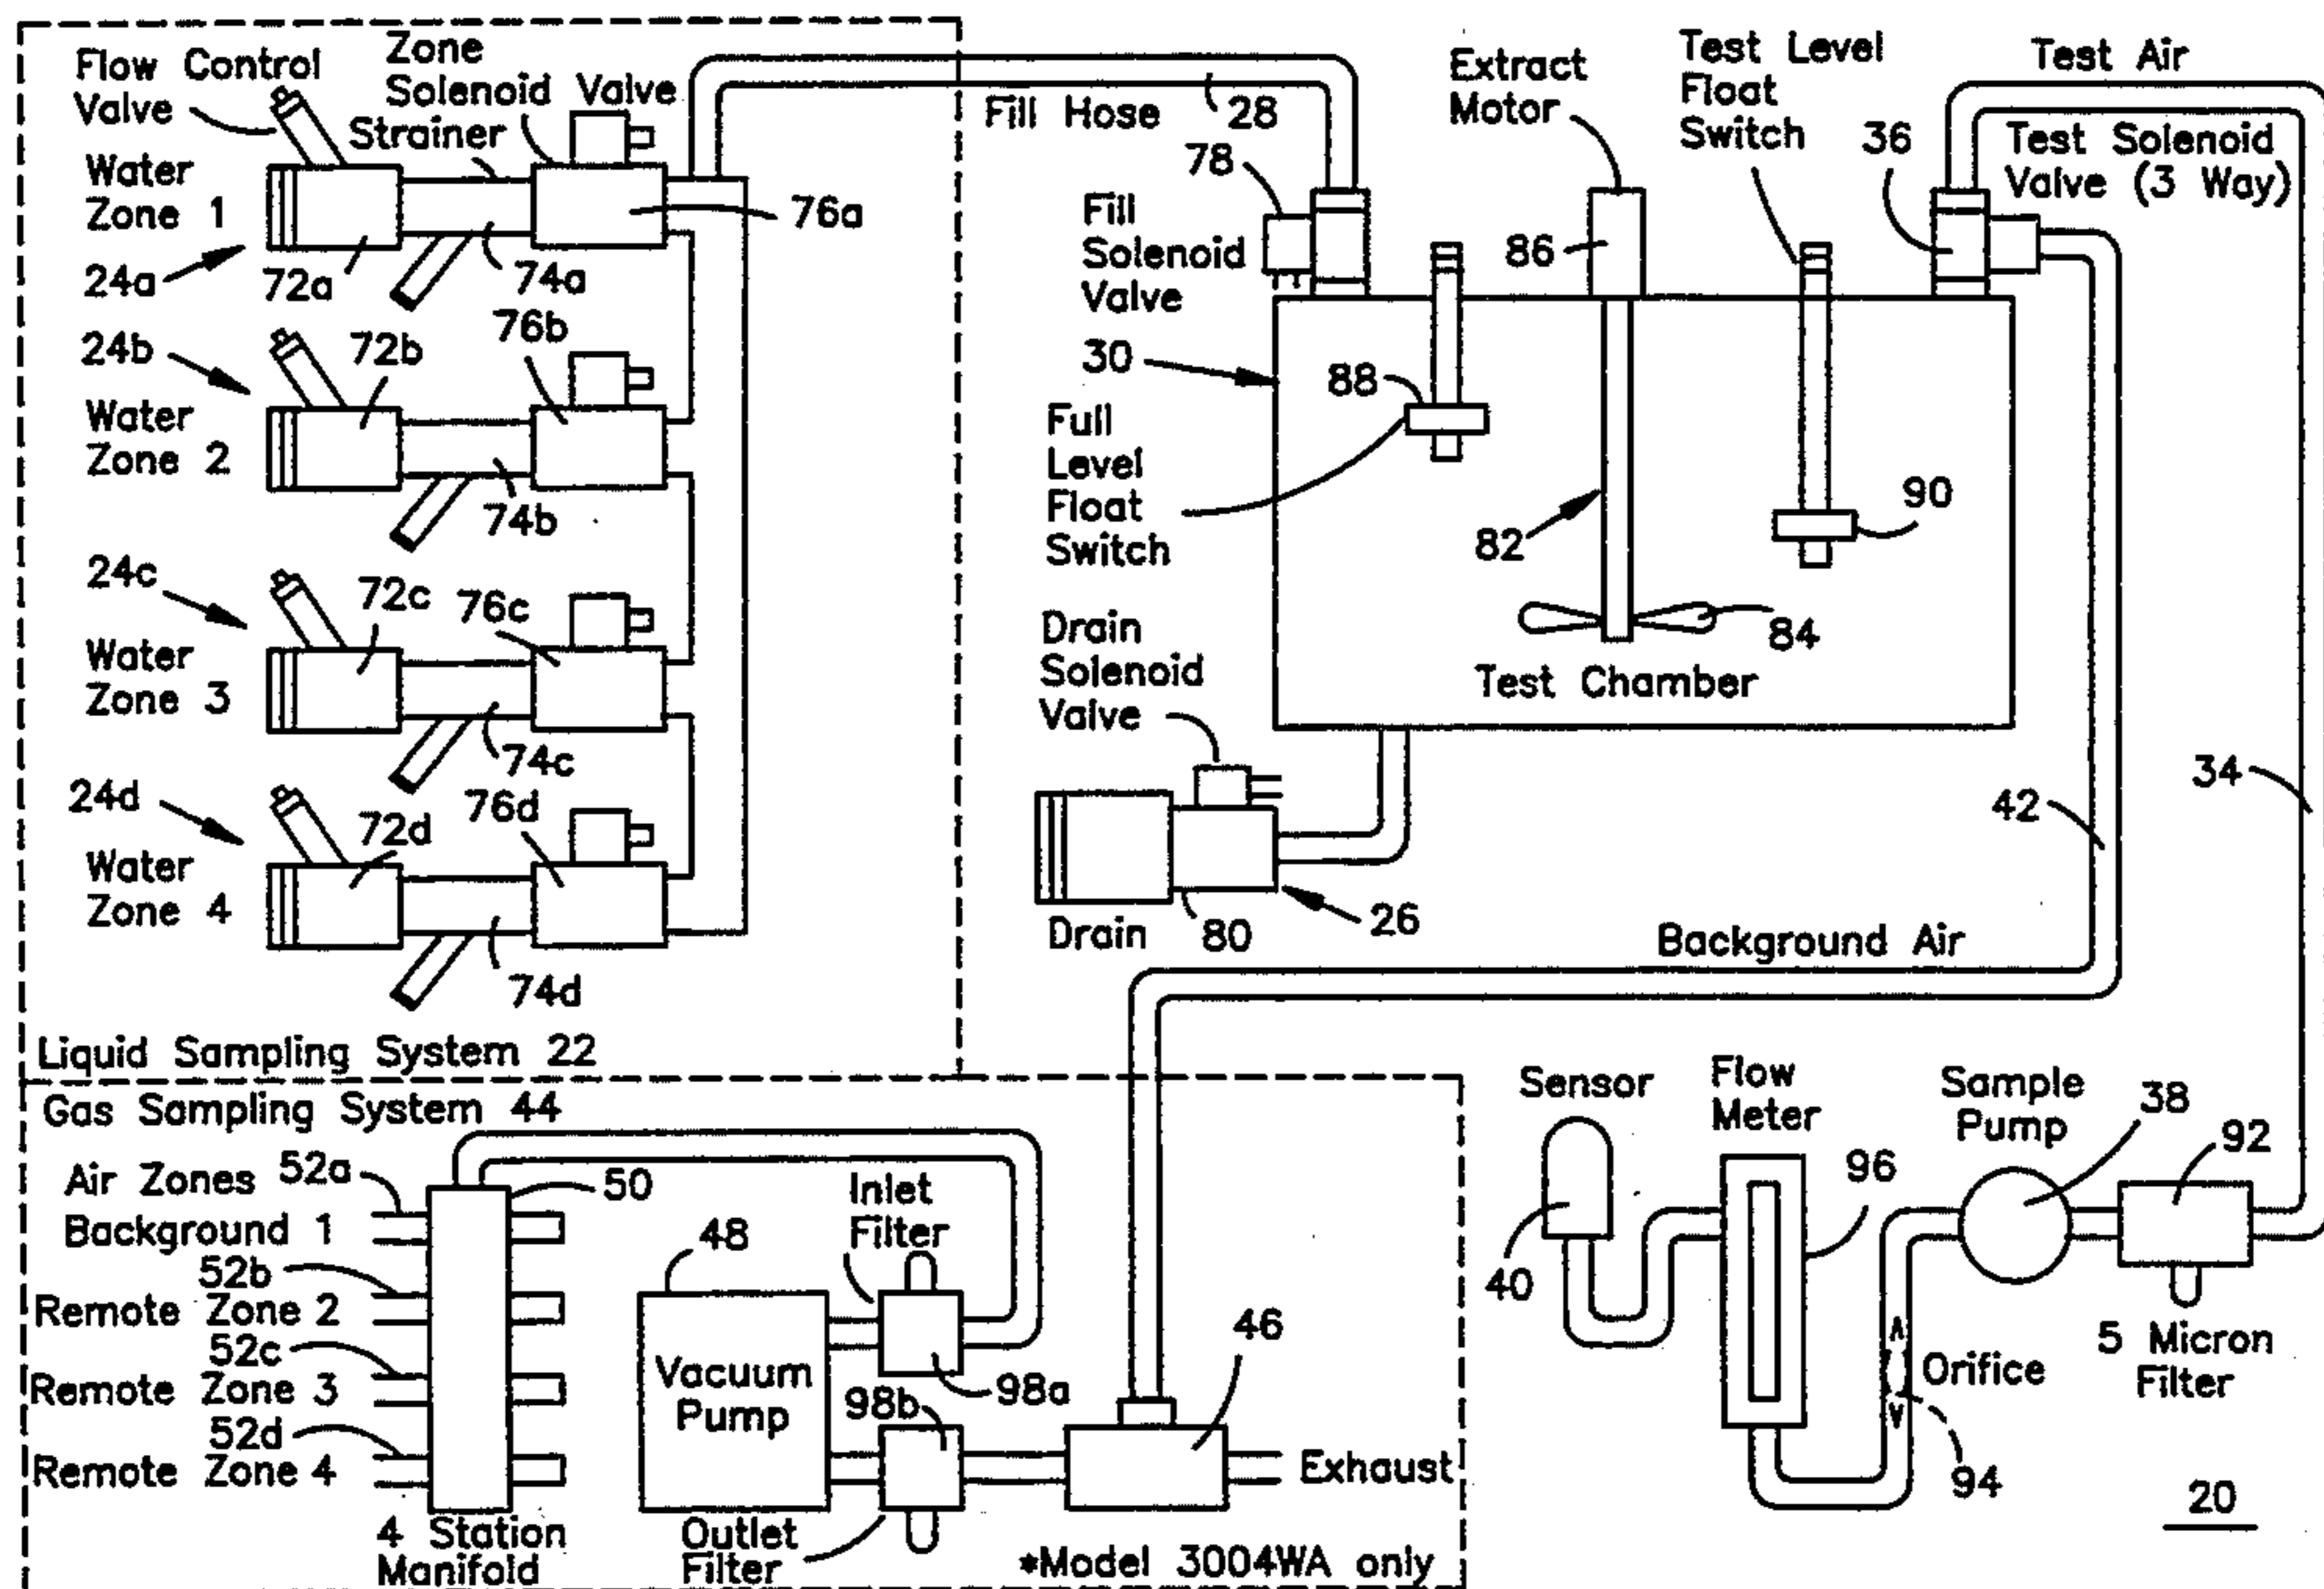 Flow Control
Valve
Zone
Solenoid Valve
Strainer
Water
Zone 1
24a
72a
74a
76a
24b
72b
76b
Water
Zone 2
74b
24c
72c
76c
Water
Zone 3
74c
24d
72d
76d
Water
Zone 4
74d
Liquid Sampling System 22
Fill Hose
28
78
Fill
Solenoid
Valve
30
Extract
Motor
86
Test Level
Float
Switch
36
Test Air
Test Solenoid
Valve (3 Way)
88
Full
Level
Float
Switch
82
90
84
Test Chamber
Drain
Solenoid
Valve
Drain
80
26
42
34
Background Air
Gas Sampling System 44
Air Zones
52a
Background 1
52b
Remote Zone 2
52c
Remote Zone 3
52d
Remote Zone 4
50
4 Station
Manifold
48
Vacuum
Pump
Inlet
Filter
98a
98b
Outlet
Filter
46
Exhaust
*Model 3004WA only
Sensor
40
Flow
Meter
96
Sample
Pump
38
92
5 Micron
Filter
Orifice
94
20